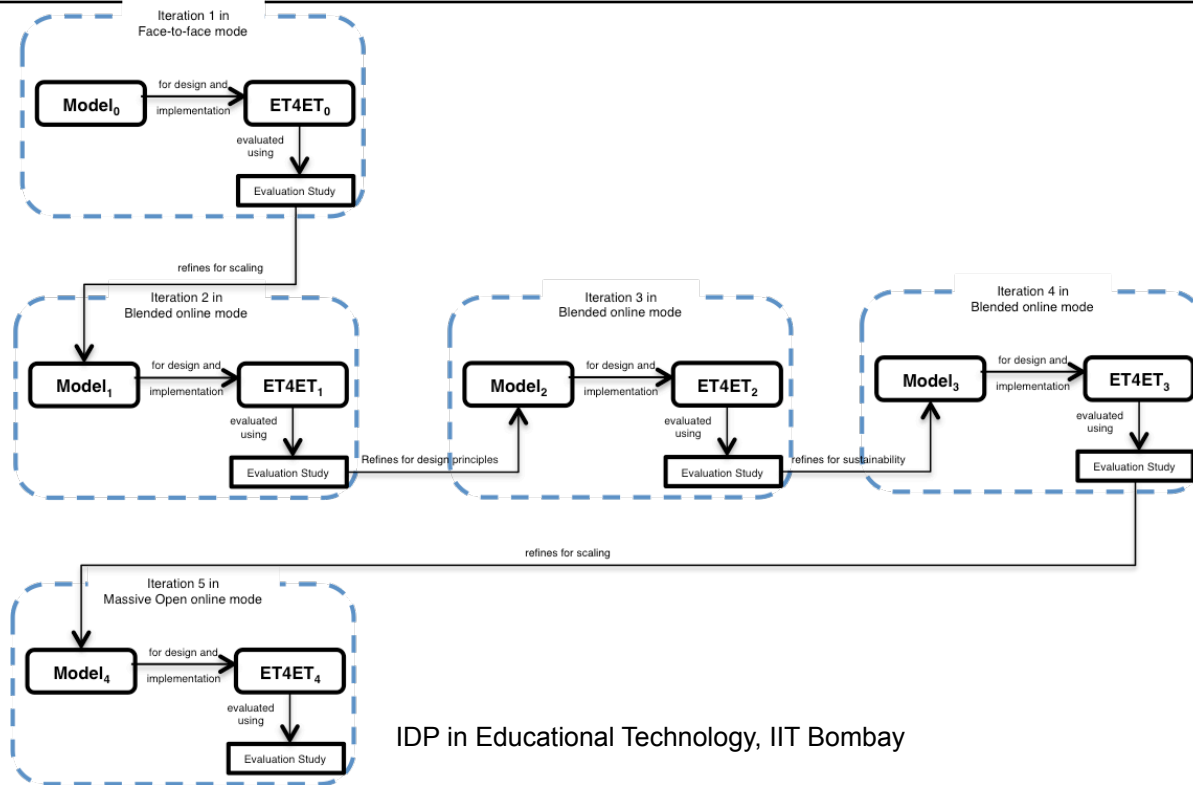 Iteration 1 in
Face-to-face mode
Model₀
for design and
implementation
ET4ET₀
evaluated
using
Evaluation Study
refines for scaling
Iteration 2 in
Blended online mode
Model₁
for design and
implementation
ET4ET₁
evaluated
using
Evaluation Study
Refines for design principles
Iteration 3 in
Blended online mode
Model₂
for design and
implementation
ET4ET₂
evaluated
using
Evaluation Study
refines for sustainability
Iteration 4 in
Blended online mode
Model₃
for design and
implementation
ET4ET₃
evaluated
using
Evaluation Study
refines for scaling
Iteration 5 in
Massive Open online mode
Model₄
for design and
implementation
ET4ET₄
evaluated
using
Evaluation Study
IDP in Educational Technology, IIT Bombay